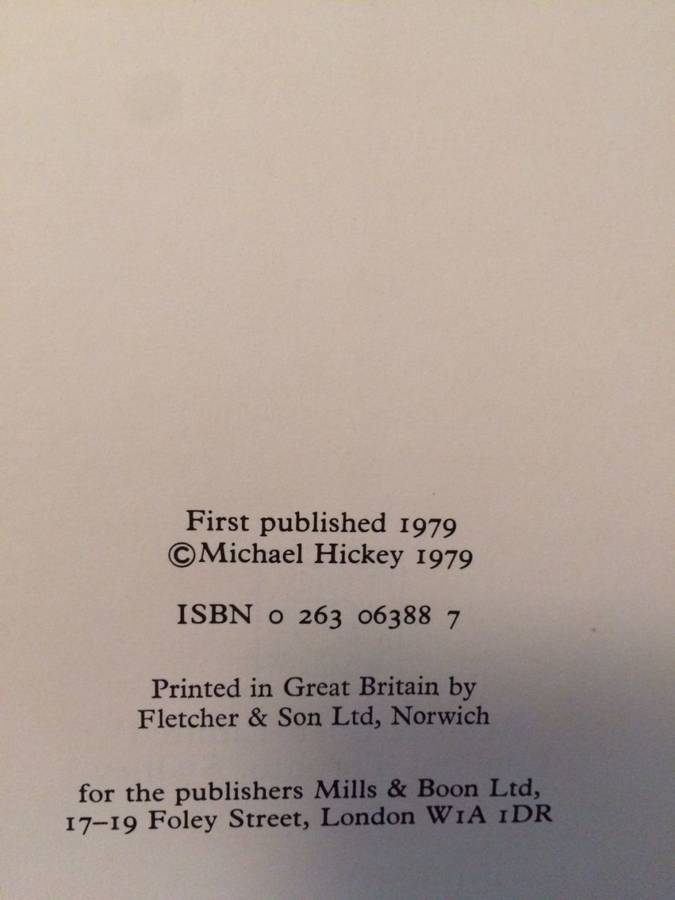 First published 1979
©Michael Hickey 1979
ISBN 0 263 06388 7
Printed in Great Britain by
Fletcher & Son Ltd, Norwich
for the publishers Mills & Boon Ltd,
17–19 Foley Street, London W1A 1DR